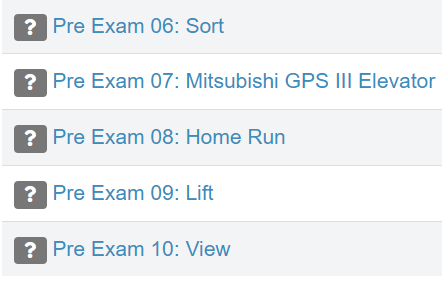 ? Pre Exam 06: Sort
? Pre Exam 07: Mitsubishi GPS III Elevator
? Pre Exam 08: Home Run
? Pre Exam 09: Lift
? Pre Exam 10: View